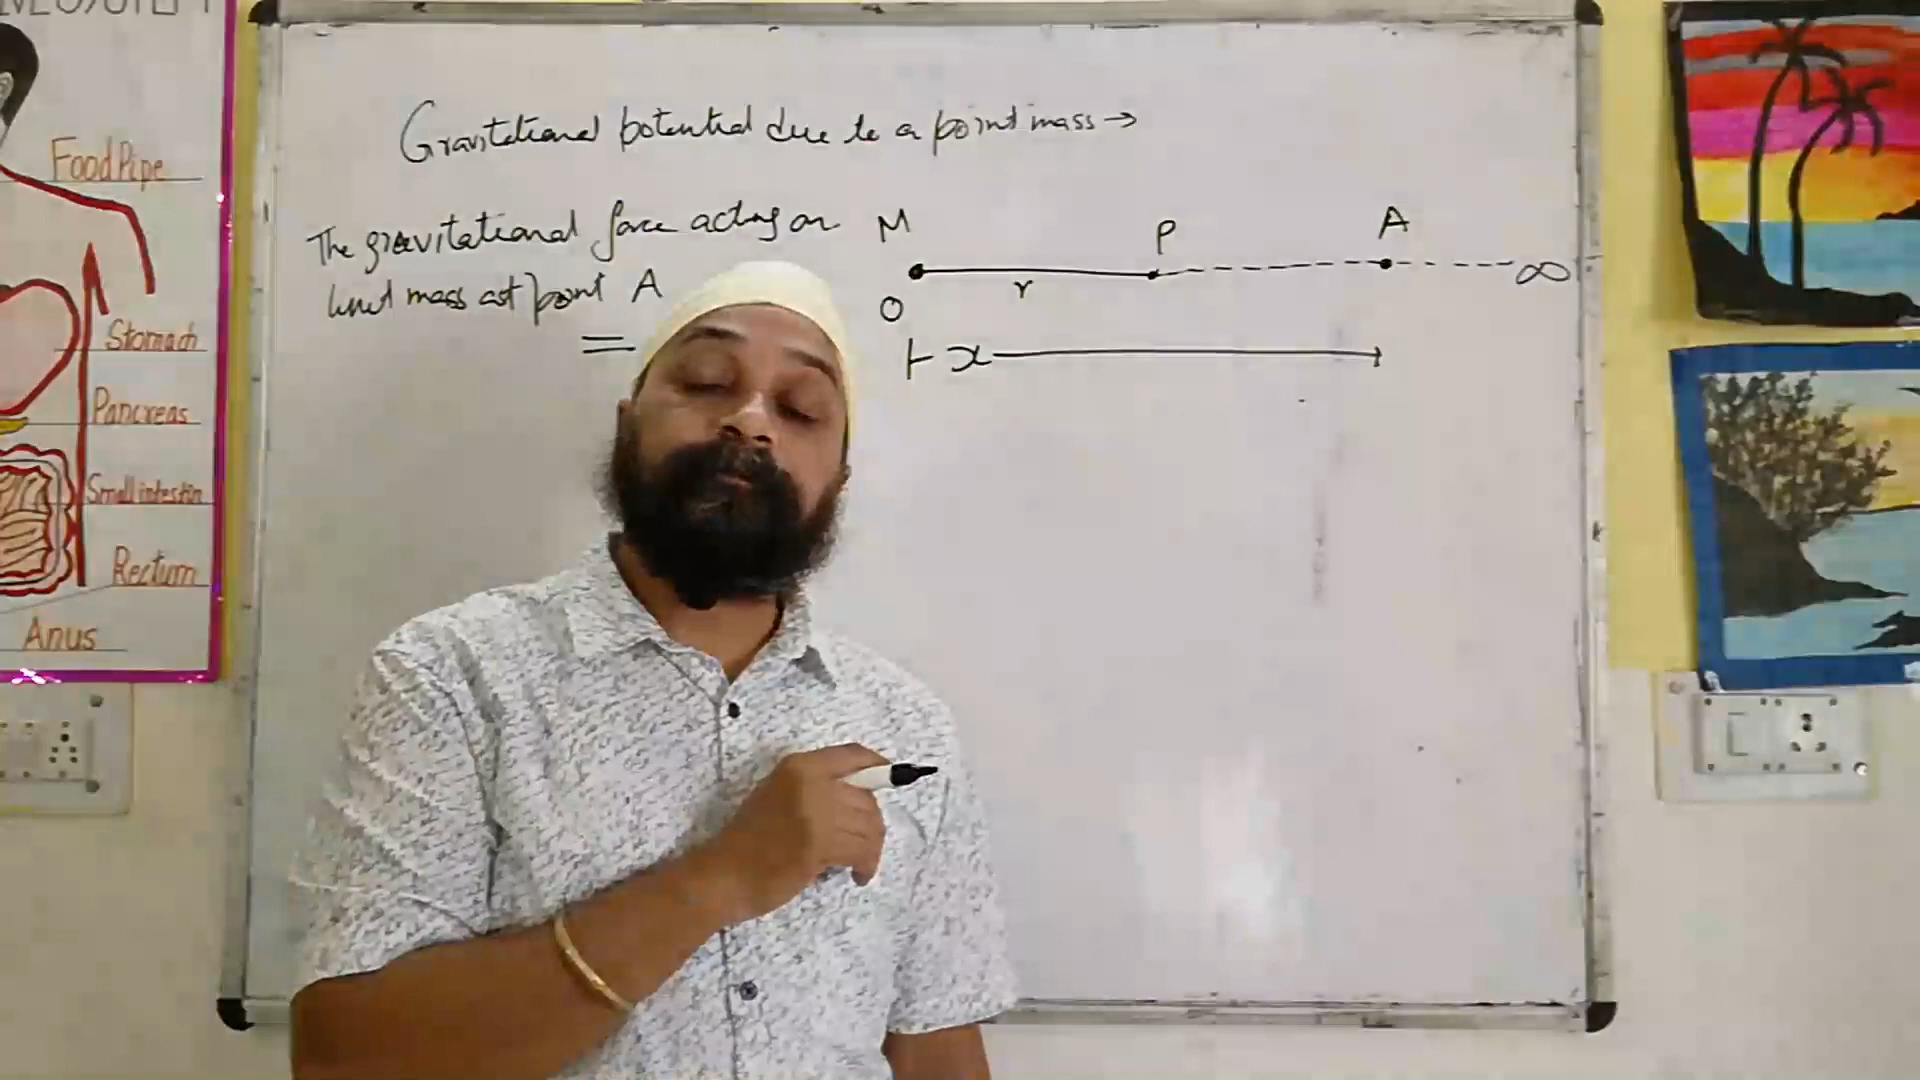 Food Pipe
Stomach
Pancreas
Small intestin
Rectum
Anus
Gravitational potential due to a point mass →
The gravitational force acting on
unit mass at point A
=
M P A
r ∞
O
x